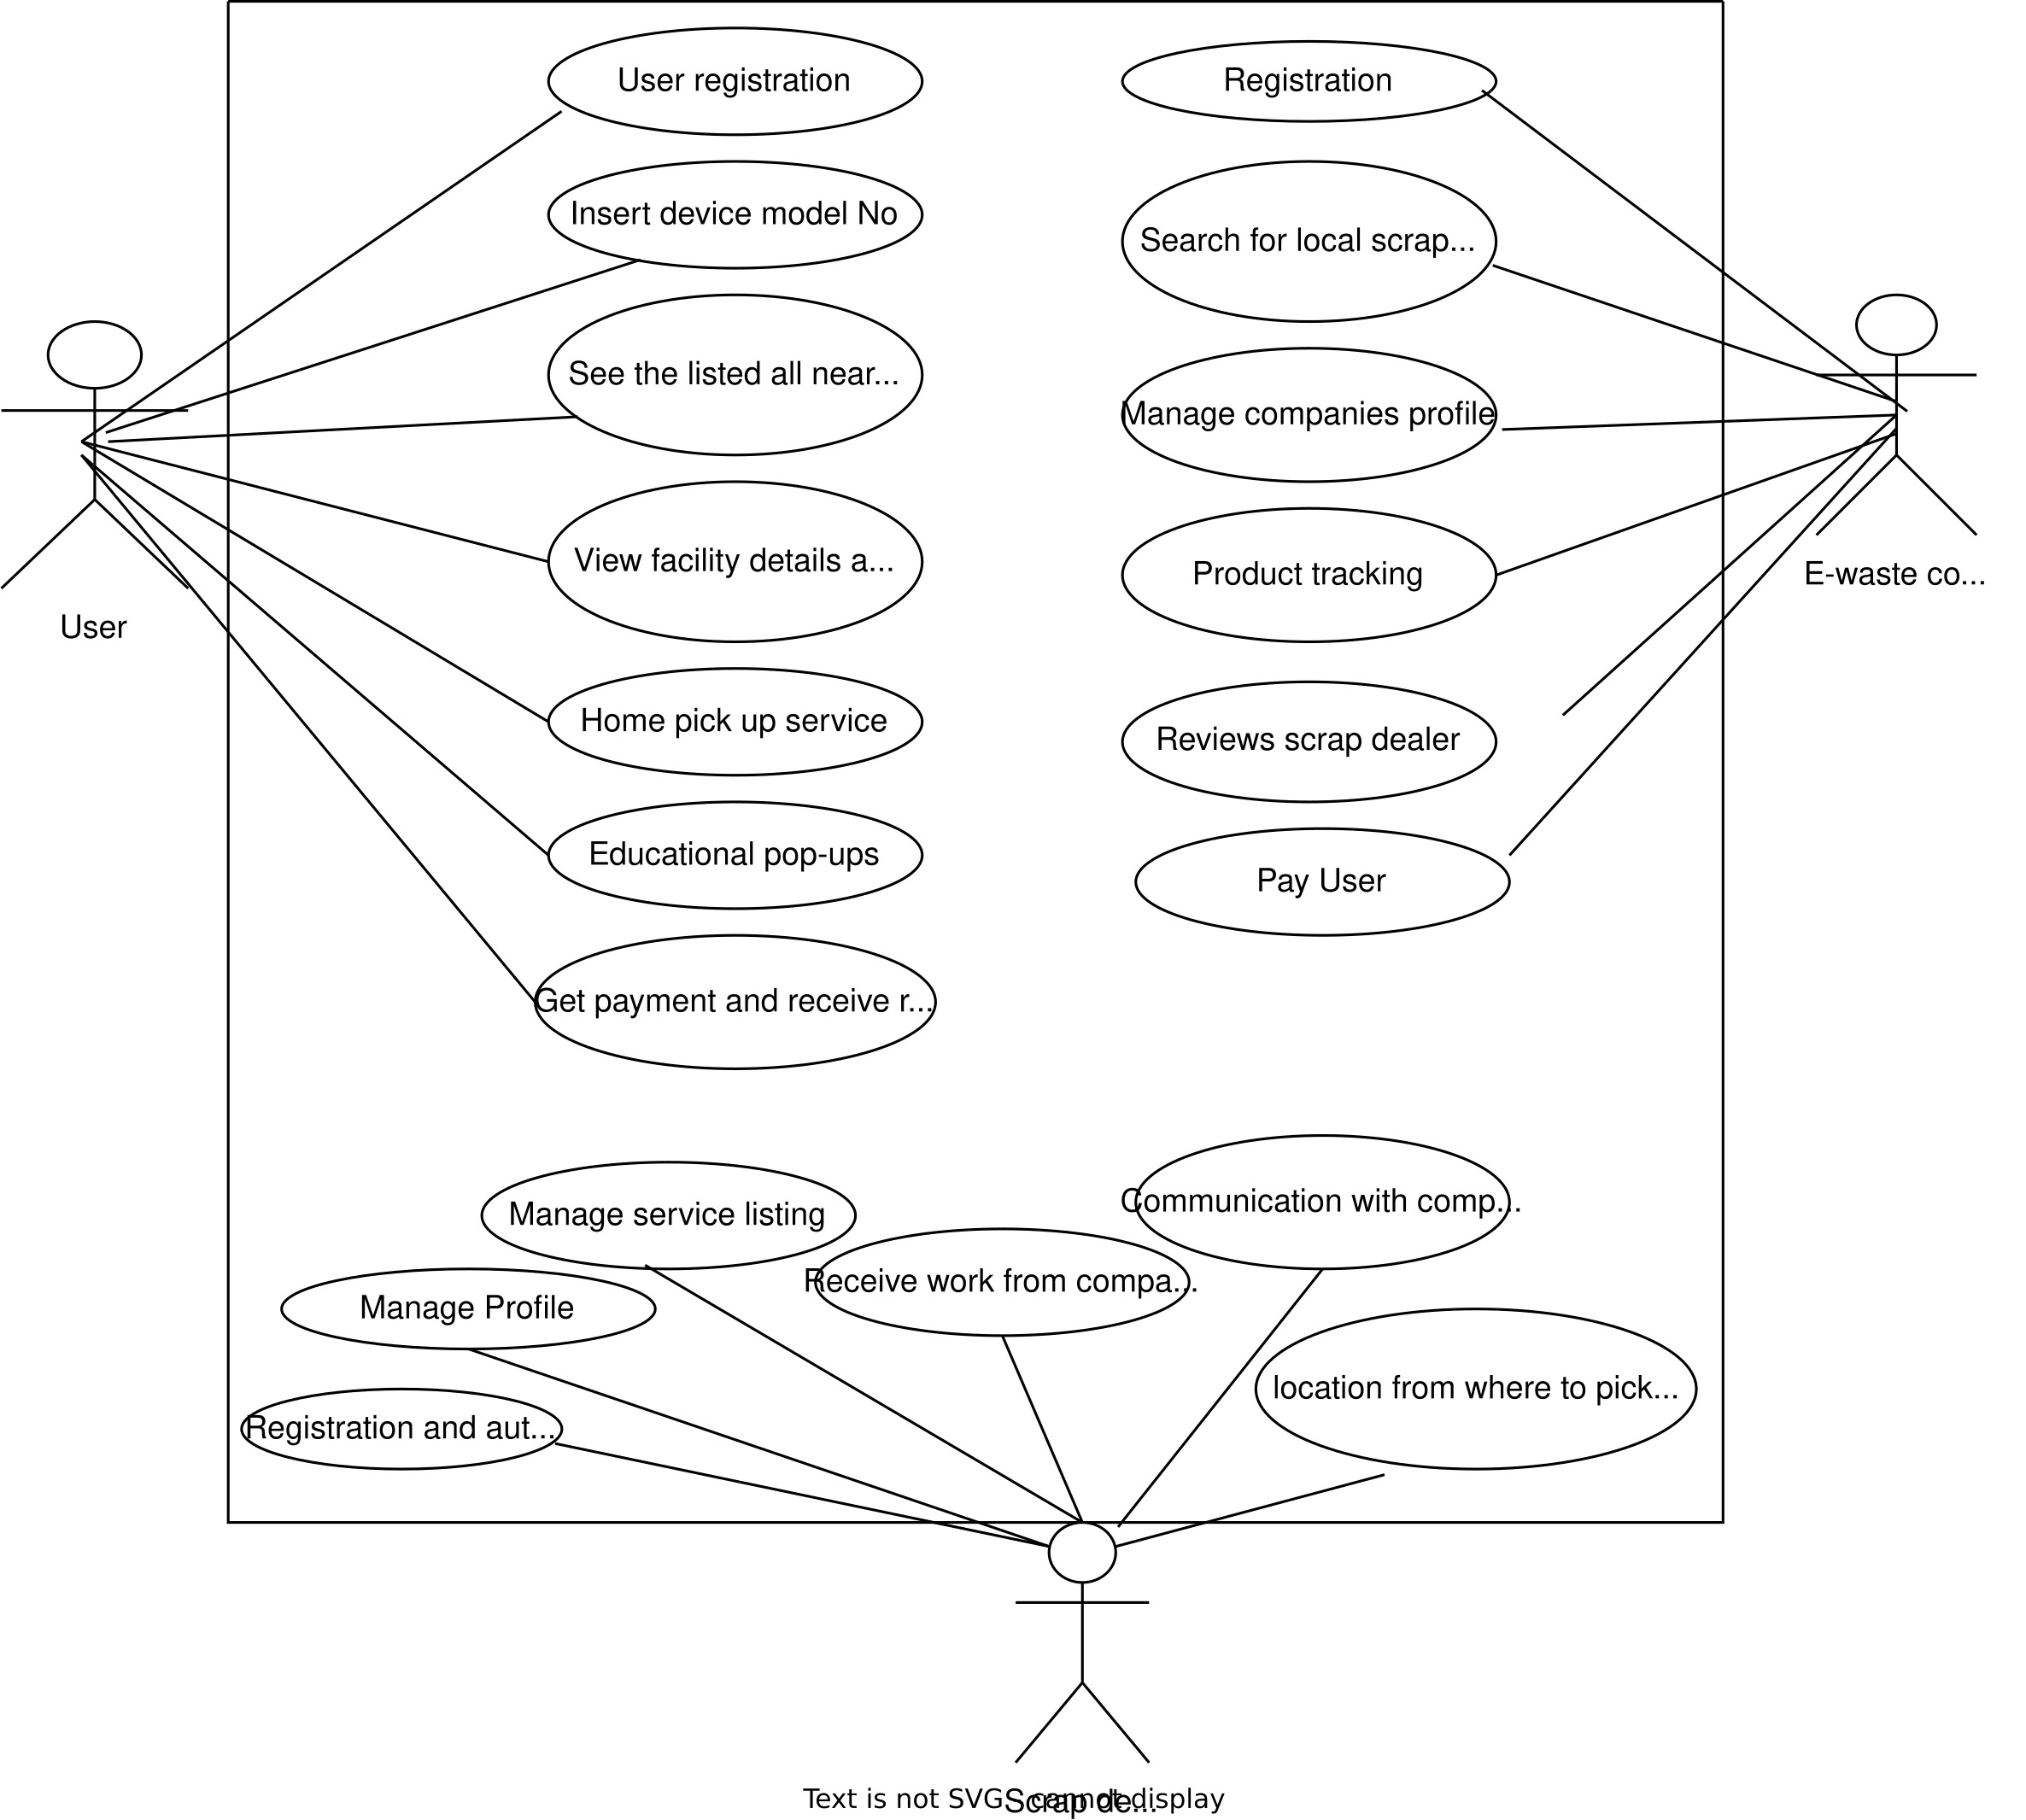 User registration
Insert device model No
See the listed all near...
View facility details a...
Home pick up service
Educational pop-ups
Get payment and receive r...
Registration
Search for local scrap...
Manage companies profile
Product tracking
Reviews scrap dealer
Pay User
User
E-waste co...
Manage service listing
Communication with comp...
Receive work from compa...
Manage Profile
location from where to pick...
Registration and aut...
Scrap de...
Text is not SVG - cannot display